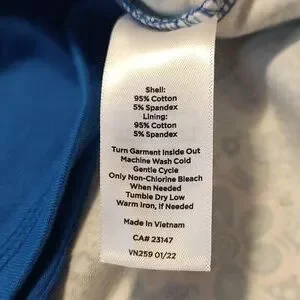 Shell:
95% Cotton
5% Spandex
Lining:
95% Cotton
5% Spandex
Turn Garment Inside Out
Machine Wash Cold
Gentle Cycle
Only Non-Chlorine Bleach
When Needed
Tumble Dry Low
Warm Iron, If Needed
Made In Vietnam
CA# 23147
VN259 01/22